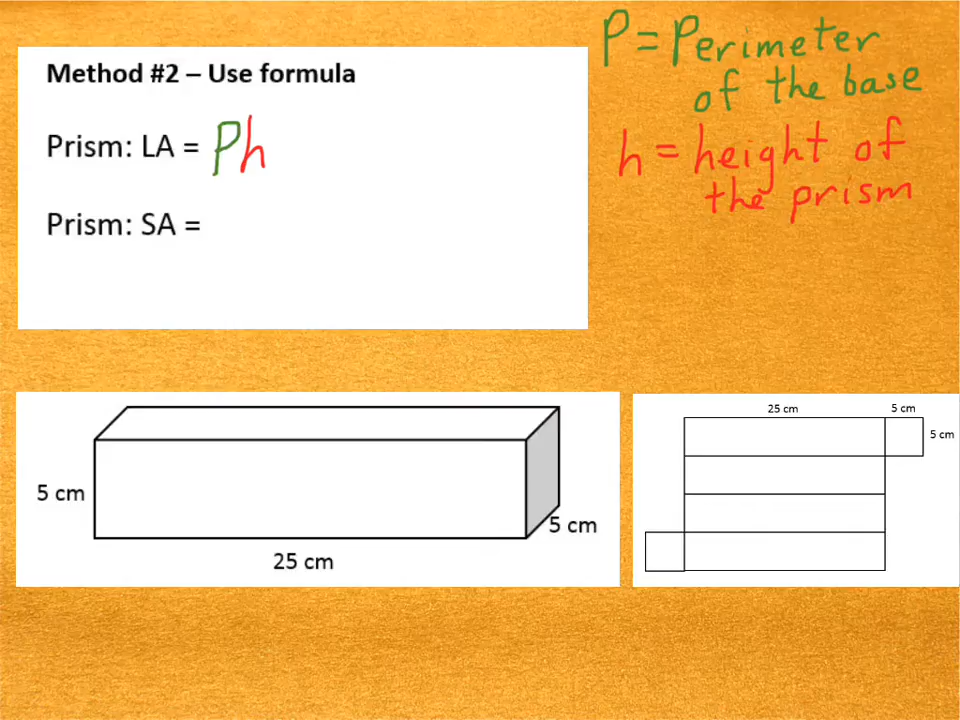 P = Perimeter
of the base
Method #2 – Use formula
Prism: LA = Ph
h = height of
the prism
Prism: SA =
5 cm
5 cm
25 cm
25 cm
5 cm
5 cm